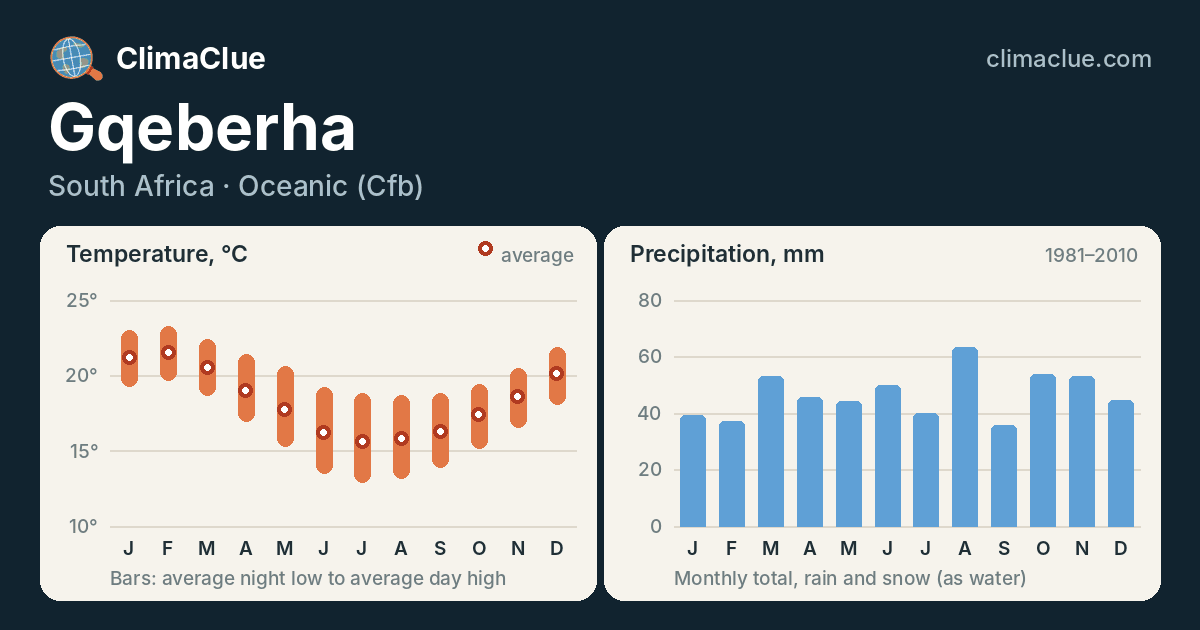 ClimaClue
climaclue.com
Gqeberha
South Africa · Oceanic (Cfb)
Temperature, °C
average
25°
20°
15°
10°
J F M A M J J A S O N D
Bars: average night low to average day high
Precipitation, mm
1981–2010
80
60
40
20
0
J F M A M J J A S O N D
Monthly total, rain and snow (as water)